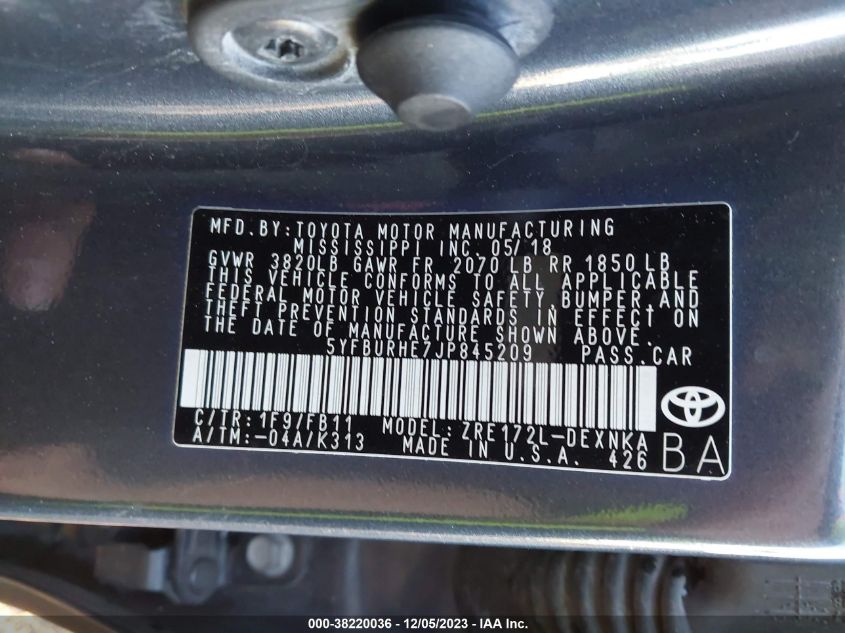 MFD. BY: TOYOTA MOTOR MANUFACTURING
MISSISSIPPI INC. 05/18
GVWR 3820LB GAWR FR 2070 LB RR 1850 LB
THIS VEHICLE CONFORMS TO ALL APPLICABLE
FEDERAL MOTOR VEHICLE SAFETY, BUMPER AND
THEFT PREVENTION STANDARDS IN EFFECT ON
THE DATE OF MANUFACTURE SHOWN ABOVE.
5YFBURHE7JP845209 PASS.CAR
C/TR: 1F9/FB11 MODEL: ZRE172L-DEXNKA
A/TM: -04A/K313 MADE IN U.S.A. 426
BA
000-38220036 - 12/05/2023 - IAA Inc.